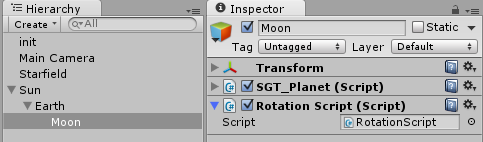 Hierarchy
Create All
init
Main Camera
Starfield
Sun
Earth
Moon
Inspector
Moon Static
Tag Untagged Layer Default
Transform
SGT_Planet (Script)
Rotation Script (Script)
Script RotationScript